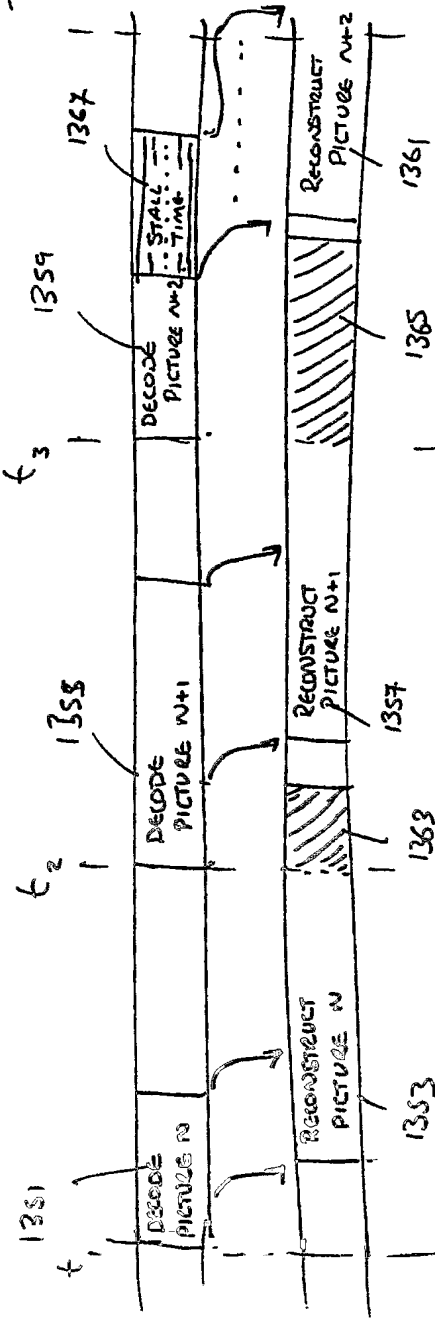 t1
t2
t3
1351
1355
1359
1367
DECODE
PICTURE N
DECODE
PICTURE N+1
DECODE
PICTURE N+2
STALL
TIME
RECONSTRUCT
PICTURE N
RECONSTRUCT
PICTURE N+1
RECONSTRUCT
PICTURE N+2
1353
1363
1357
1365
1361